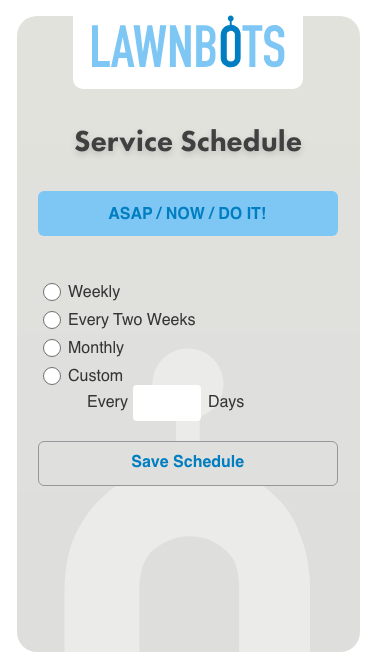 LAWNBOTS
Service Schedule
ASAP / NOW / DO IT!
Weekly
Every Two Weeks
Monthly
Custom
Every Days
Save Schedule